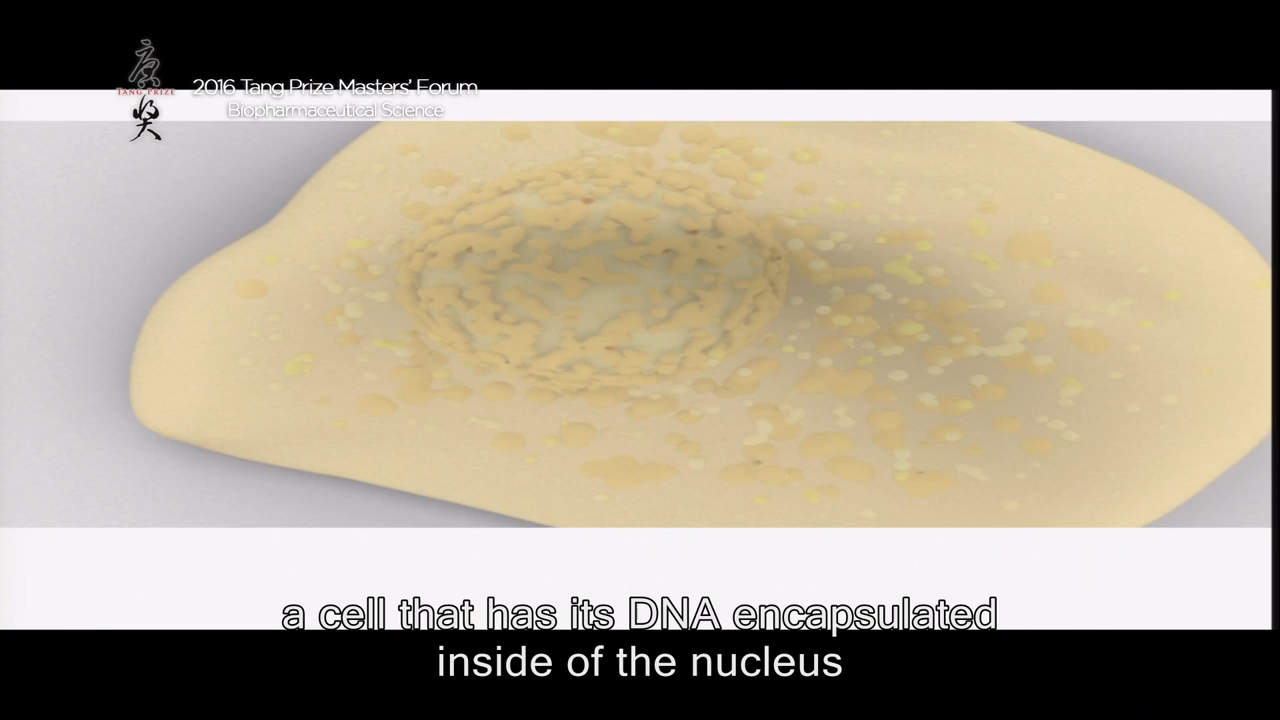 唐
TANG PRIZE
奖
2016 Tang Prize Masters' Forum
Biopharmaceutical Science
a cell that has its DNA encapsulated
inside of the nucleus